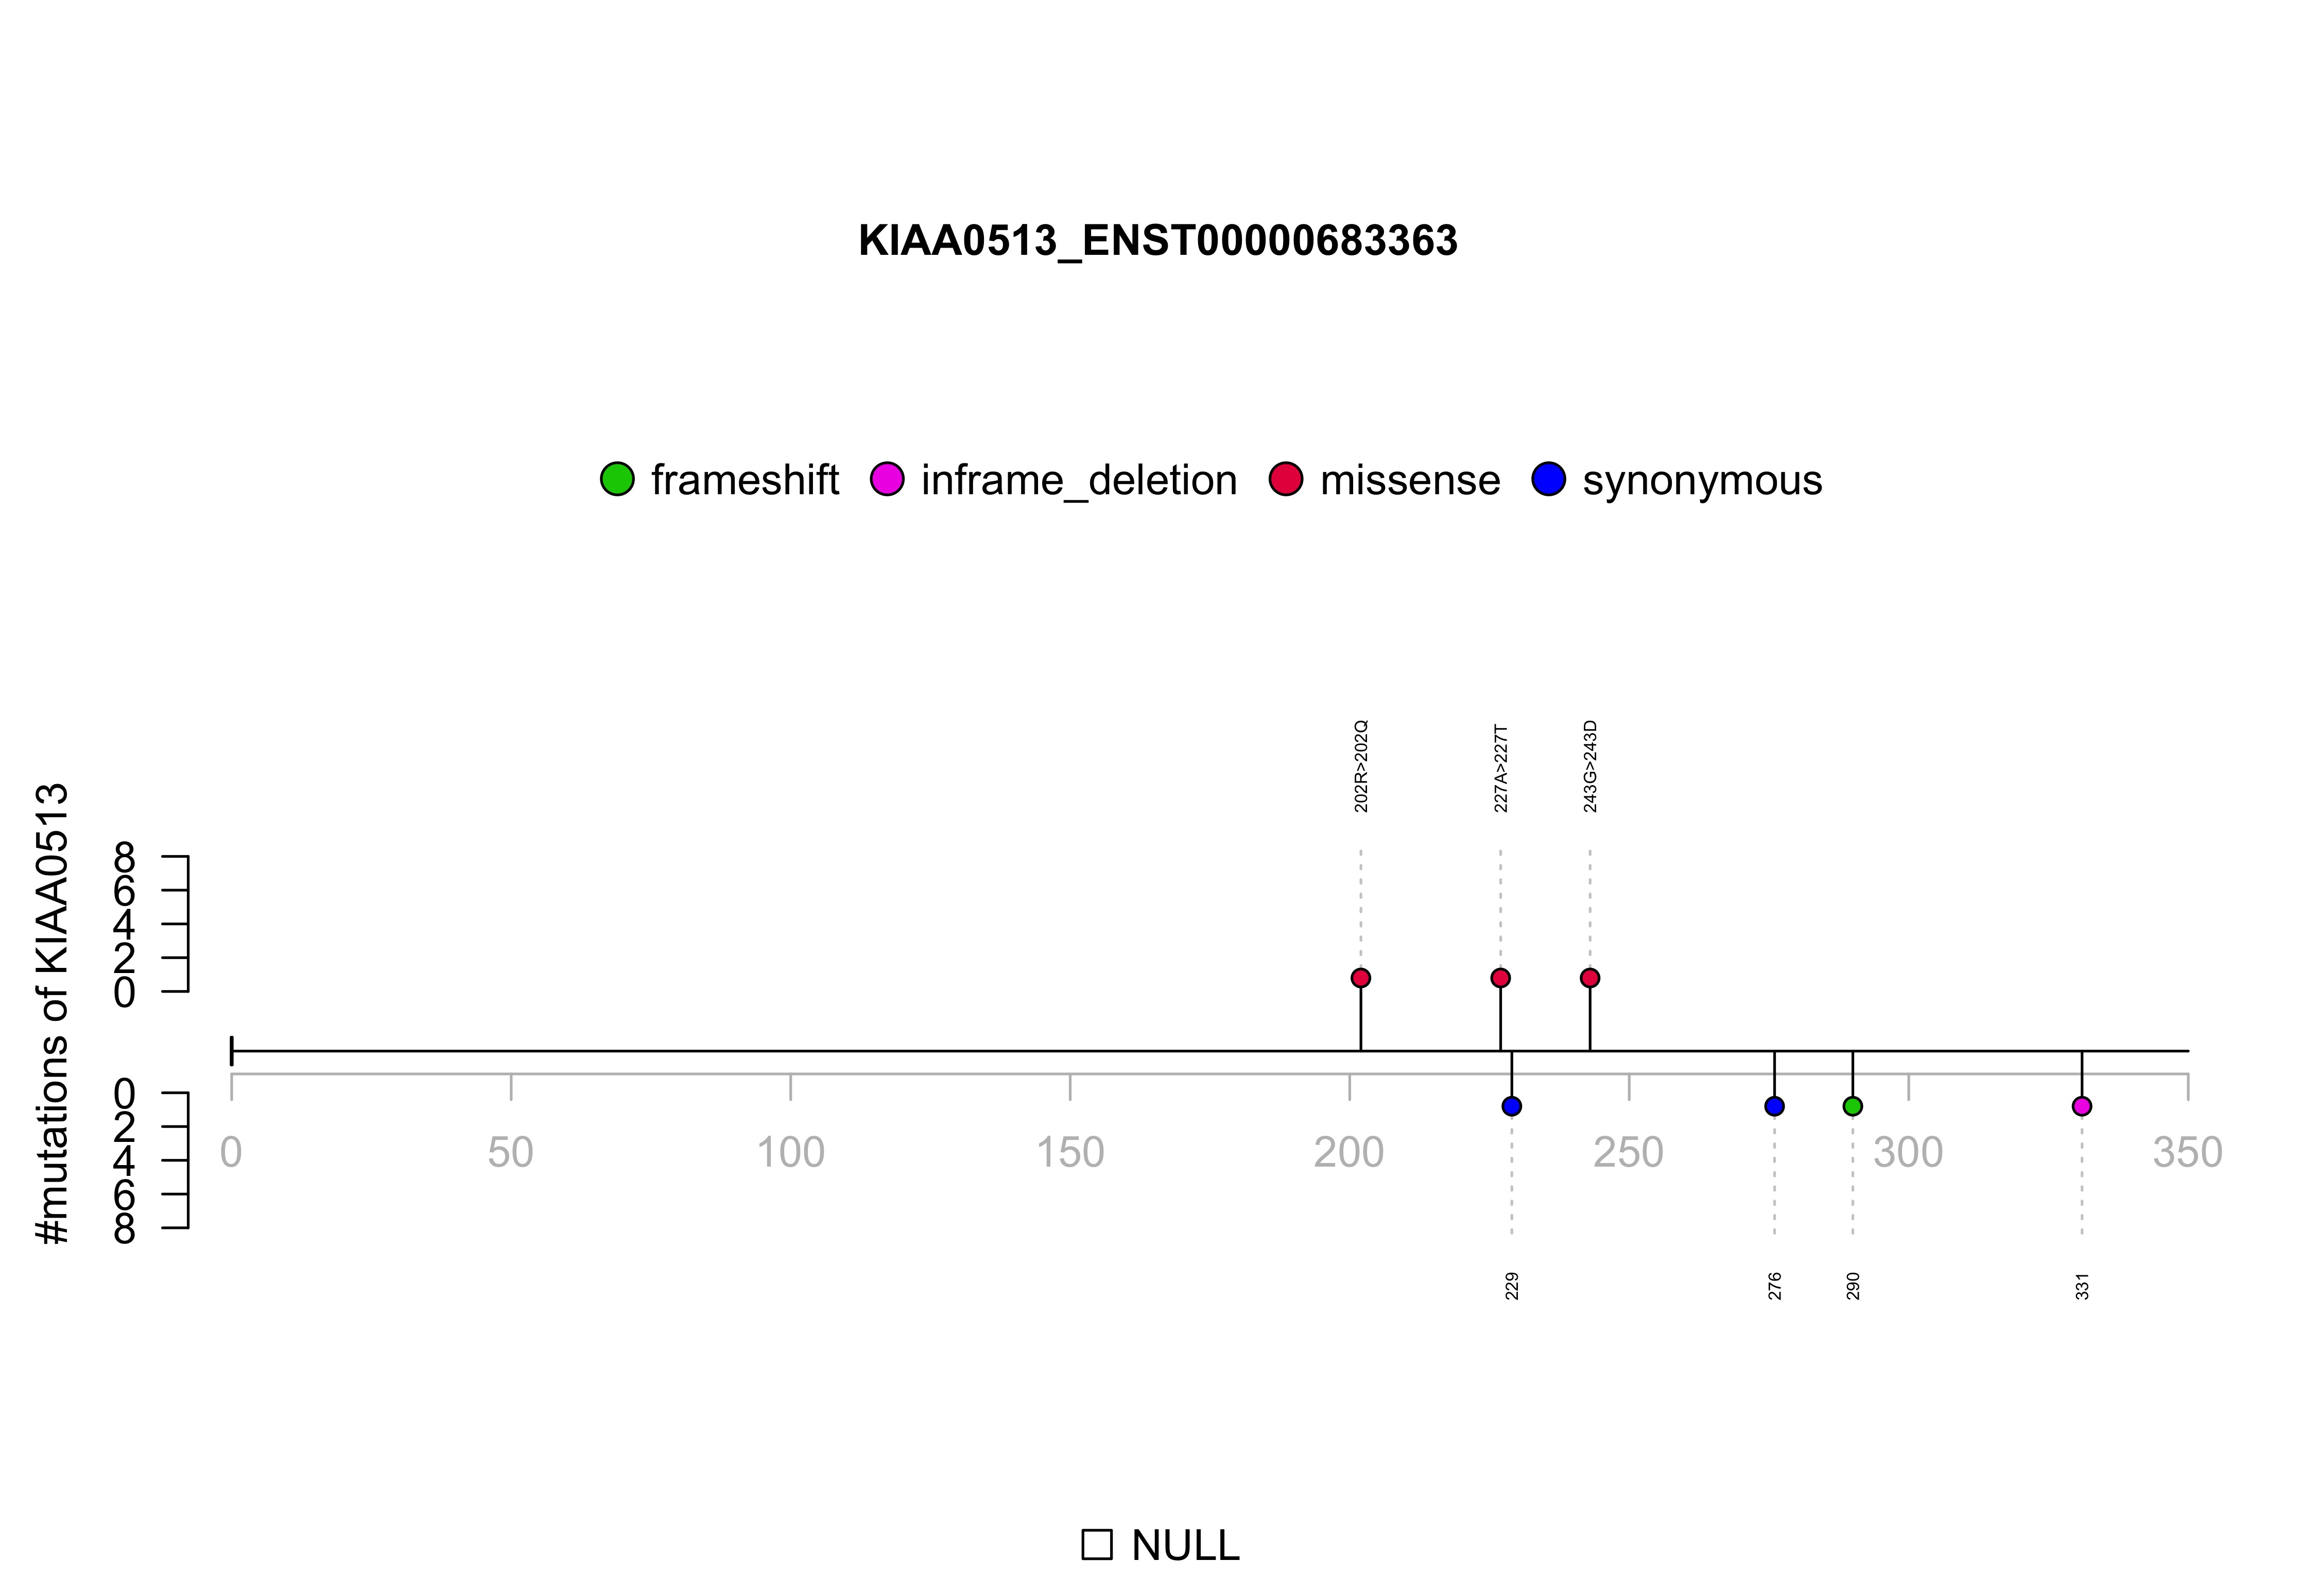 KIAA0513_ENST00000683363
frameshift inframe_deletion missense synonymous
202R>202Q 227A>227T 243G>243D
#mutations of KIAA0513
8
6
4
2
0
0
2
4
6
8
0 50 100 150 200 250 300 350
229 276 290 331
NULL